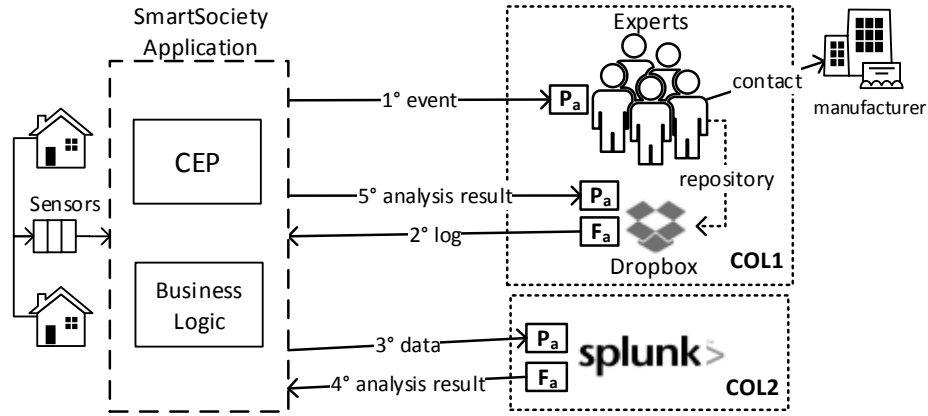 SmartSociety
Application
Experts
contact
manufacturer
1° event
Pa
CEP
repository
Sensors
5° analysis result
Pa
2° log
Fa
Dropbox
COL1
Business
Logic
3° data
Pa
splunk>
4° analysis result
Fa
COL2